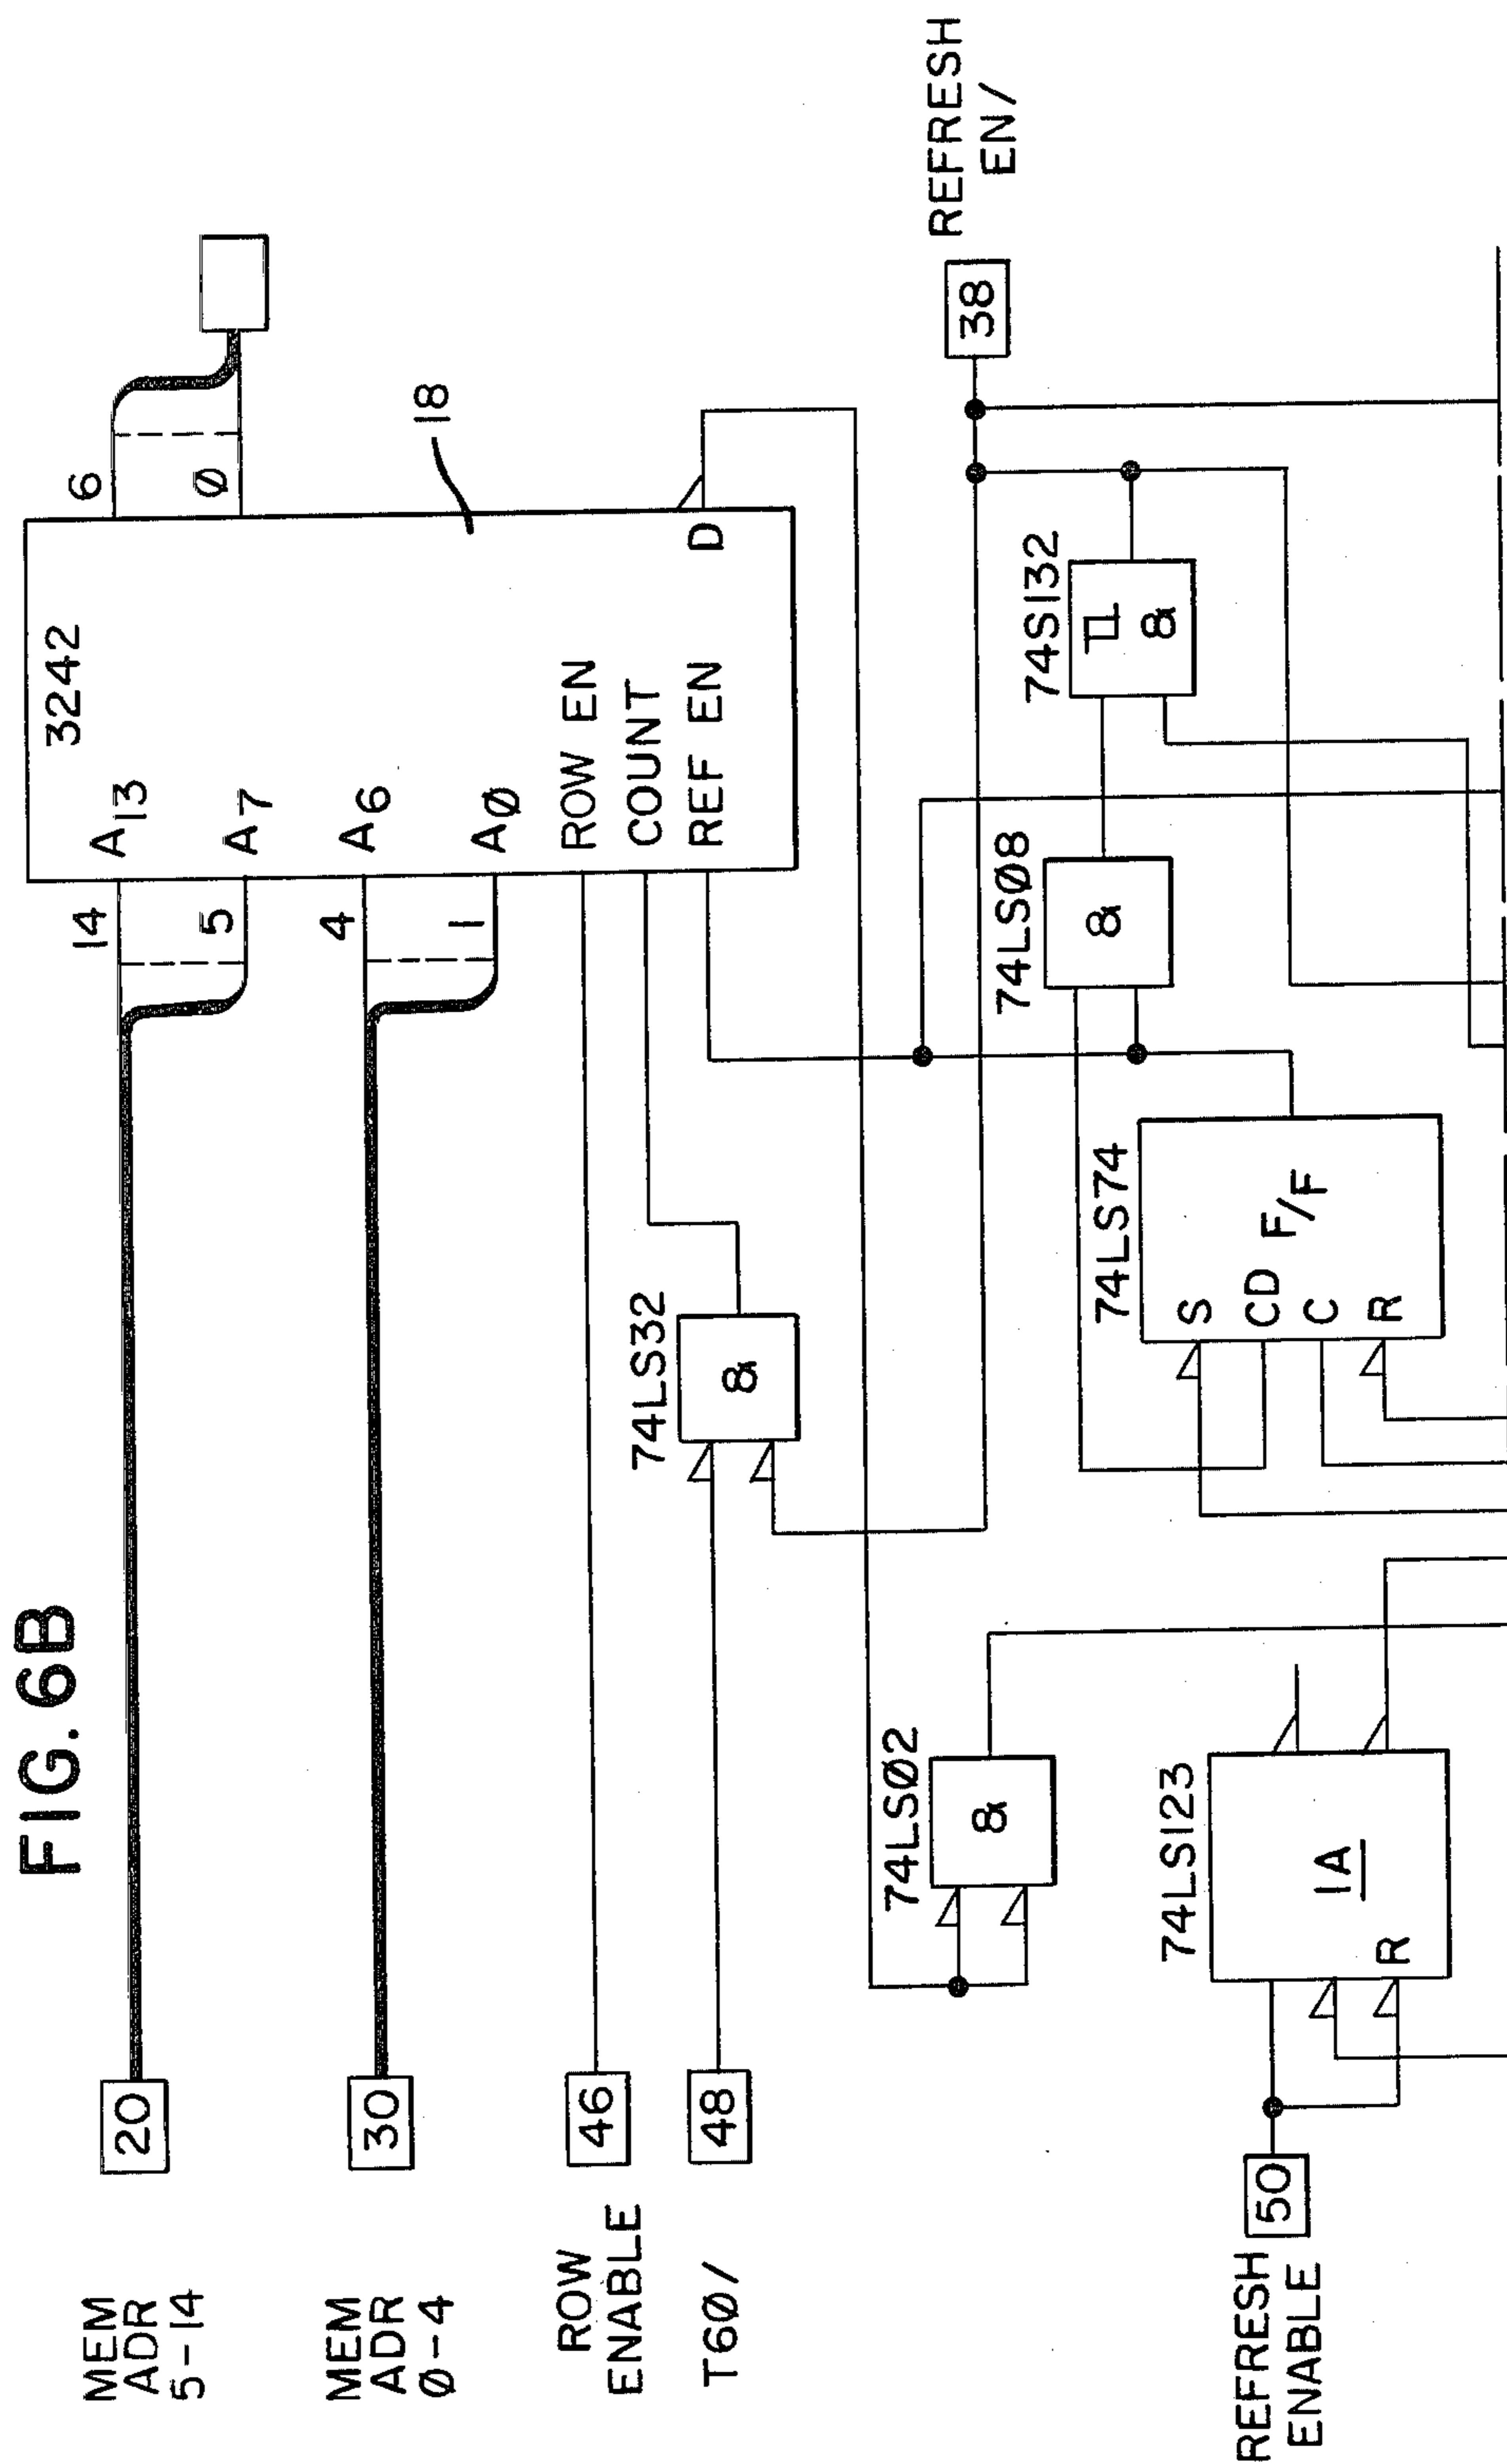 FIG. 6B
MEM
ADR
5-14
20
14
5
A13
A7
3242
6
Ø
MEM
ADR
Ø-4
30
4
1
A6
AØ
18
ROW
ENABLE
46
ROW EN
COUNT
REF EN
D
T6Ø/
48
74LS32
&
74LSØ2
&
74LSØ8
&
74S132
&
38
REFRESH
EN/
REFRESH
ENABLE
50
74LS123
1A
R
74LS74
S
CD
C
R
F/F